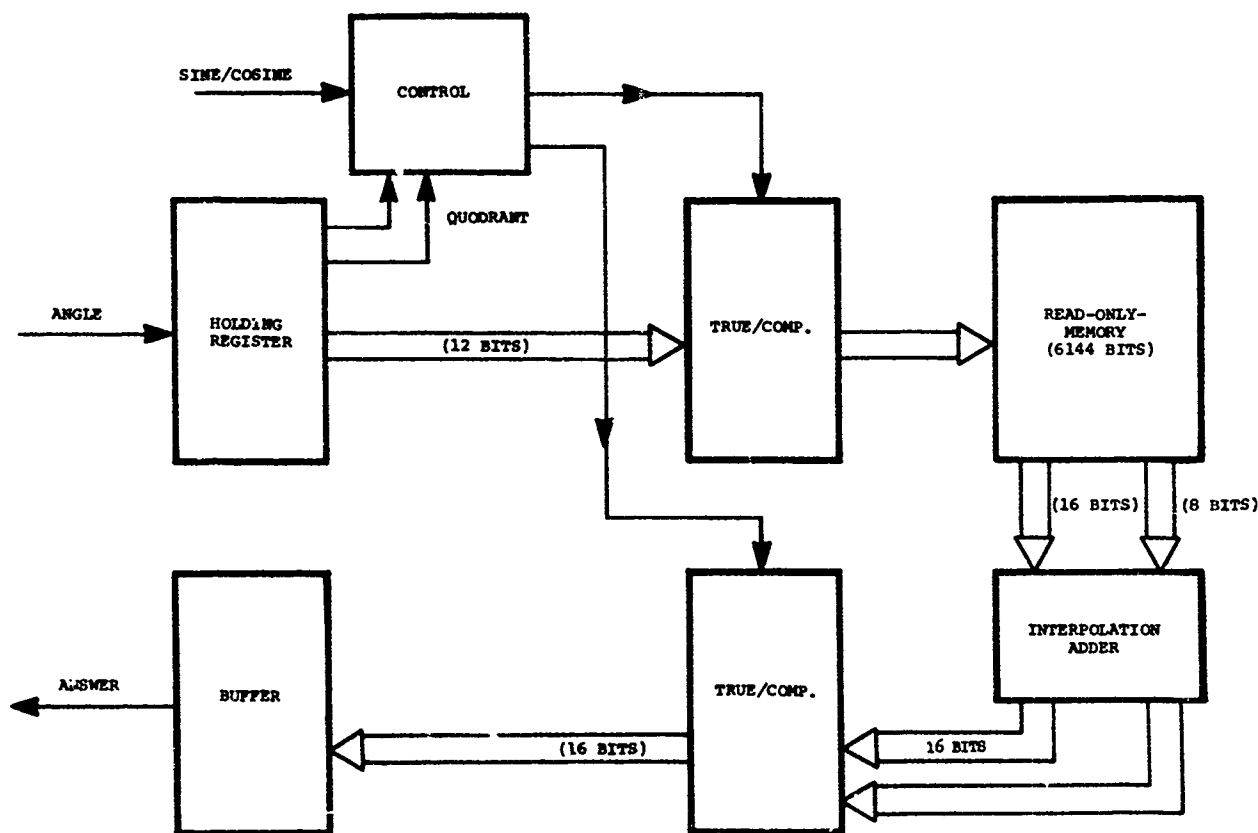 SINE/COSINE
CONTROL
QUODRANT
ANGLE
HOLDING
REGISTER
(12 BITS)
TRUE/COMP.
READ-ONLY-
MEMORY
(6144 BITS)
(16 BITS)
(8 BITS)
INTERPOLATION
ADDER
ANSWER
BUFFER
(16 BITS)
TRUE/COMP.
16 BITS